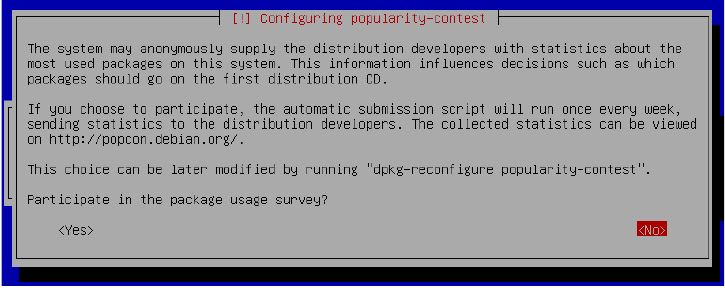 [!] Configuring popularity-contest
The system may anonymously supply the distribution developers with statistics about the
most used packages on this system. This information influences decisions such as which
packages should go on the first distribution CD.
If you choose to participate, the automatic submission script will run once every week,
sending statistics to the distribution developers. The collected statistics can be viewed
on http://popcon.debian.org/.
This choice can be later modified by running "dpkg-reconfigure popularity-contest".
Participate in the package usage survey?
<Yes> <No>